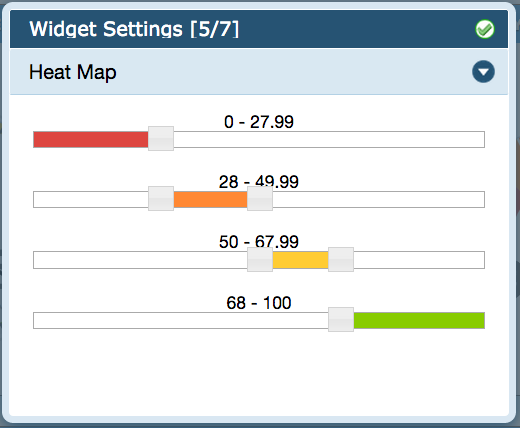 Widget Settings [5/7]
Heat Map
0 - 27.99
28 - 49.99
50 - 67.99
68 - 100